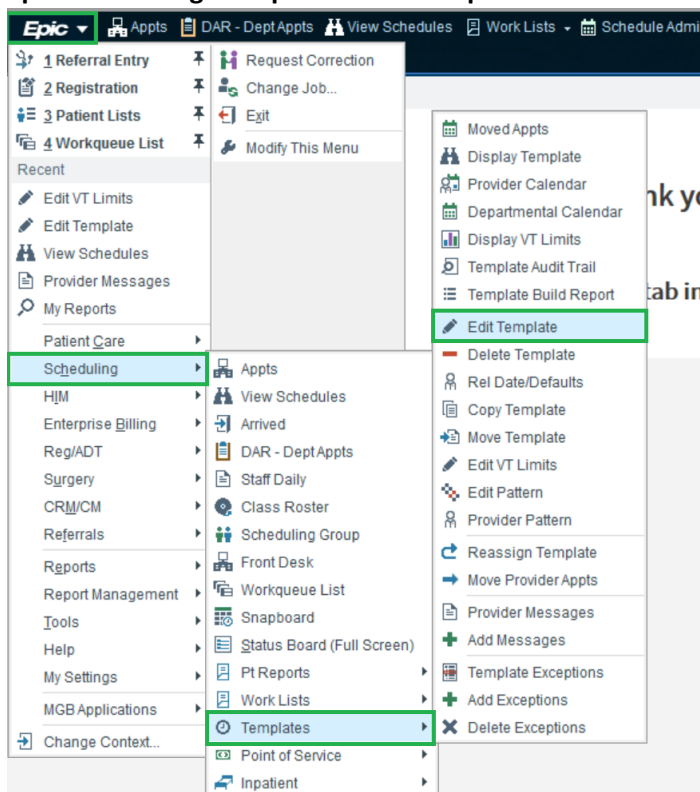 Epic
Appts
DAR - Dept Appts
View Schedules
Work Lists
Schedule Admi
1 Referral Entry
2 Registration
3 Patient Lists
4 Workqueue List
Recent
Edit VT Limits
Edit Template
View Schedules
Provider Messages
My Reports
Patient Care
Scheduling
HIM
Enterprise Billing
Reg/ADT
Surgery
CRM/CM
Referrals
Reports
Report Management
Tools
Help
My Settings
MGB Applications
Change Context...
Request Correction
Change Job...
Exit
Modify This Menu
Appts
View Schedules
Arrived
DAR - Dept Appts
Staff Daily
Class Roster
Scheduling Group
Front Desk
Workqueue List
Snapboard
Status Board (Full Screen)
Pt Reports
Work Lists
Templates
Point of Service
Inpatient
Moved Appts
Display Template
Provider Calendar
Departmental Calendar
Display VT Limits
Template Audit Trail
Template Build Report
Edit Template
Delete Template
Rel Date/Defaults
Copy Template
Move Template
Edit VT Limits
Edit Pattern
Provider Pattern
Reassign Template
Move Provider Appts
Provider Messages
Add Messages
Template Exceptions
Add Exceptions
Delete Exceptions
nk yo
tab in